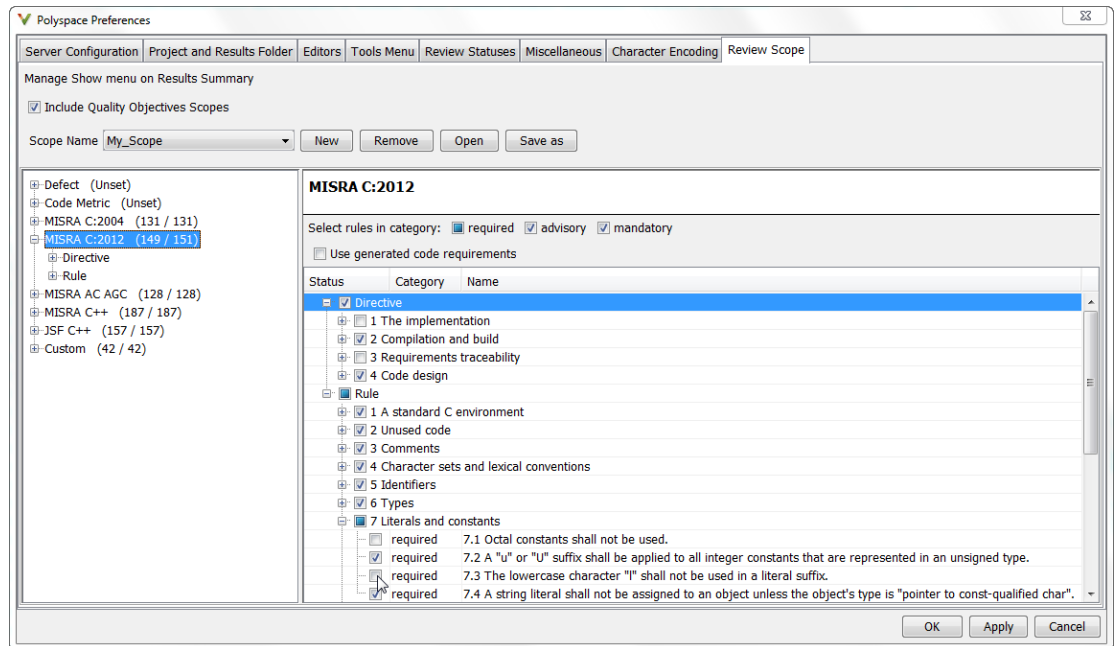 Polyspace Preferences
Server Configuration Project and Results Folder Editors Tools Menu Review Statuses Miscellaneous Character Encoding Review Scope
Manage Show menu on Results Summary
Include Quality Objectives Scopes
Scope Name My_Scope New Remove Open Save as
Defect (Unset)
Code Metric (Unset)
MISRA C:2004 (131 / 131)
MISRA C:2012 (149 / 151)
Directive
Rule
MISRA AC AGC (128 / 128)
MISRA C++ (187 / 187)
JSF C++ (157 / 157)
Custom (42 / 42)
MISRA C:2012
Select rules in category: required advisory mandatory
Use generated code requirements
Status Category Name
Directive
1 The implementation
2 Compilation and build
3 Requirements traceability
4 Code design
Rule
1 A standard C environment
2 Unused code
3 Comments
4 Character sets and lexical conventions
5 Identifiers
6 Types
7 Literals and constants
required 7.1 Octal constants shall not be used.
required 7.2 A "u" or "U" suffix shall be applied to all integer constants that are represented in an unsigned type.
required 7.3 The lowercase character "l" shall not be used in a literal suffix.
required 7.4 A string literal shall not be assigned to an object unless the object's type is "pointer to const-qualified char".
OK Apply Cancel